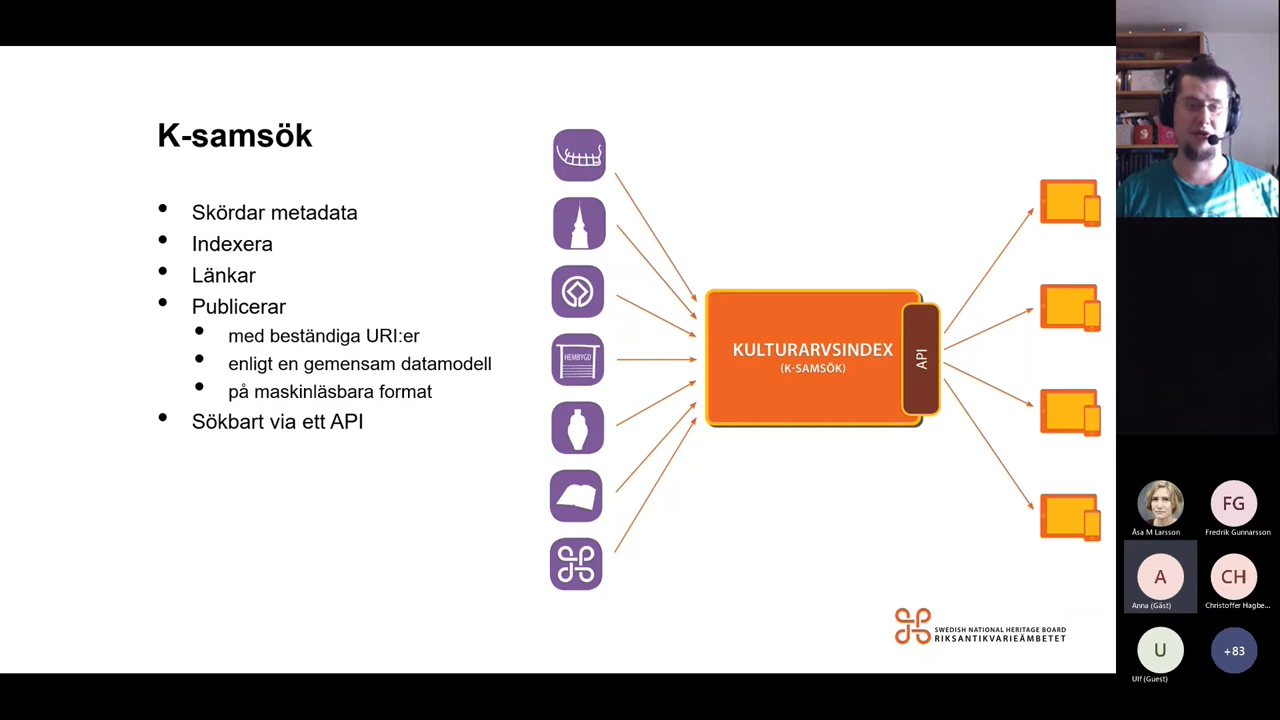 K-samsök
Skördar metadata
Indexera
Länkar
Publicerar
med beständiga URI:er
enligt en gemensam datamodell
på maskinläsbara format
Sökbart via ett API
HEMBYGD
KULTURARVSINDEX
(K-SAMSÖK)
API
SWEDISH NATIONAL HERITAGE BOARD
RIKSANTIKVARIEÄMBETET
Åsa M Larsson
FG
Fredrik Gunnarsson
A
Anna (Gäst)
CH
Christoffer Hagbe...
U
Ulf (Guest)
+83